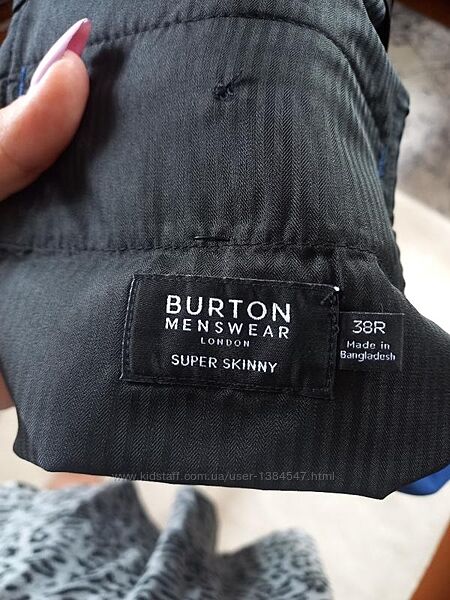 BURTON
MENSWEAR
LONDON
SUPER SKINNY
38R
Made in
Bangladesh
www.kidstaff.com.ua/user-1384547.html